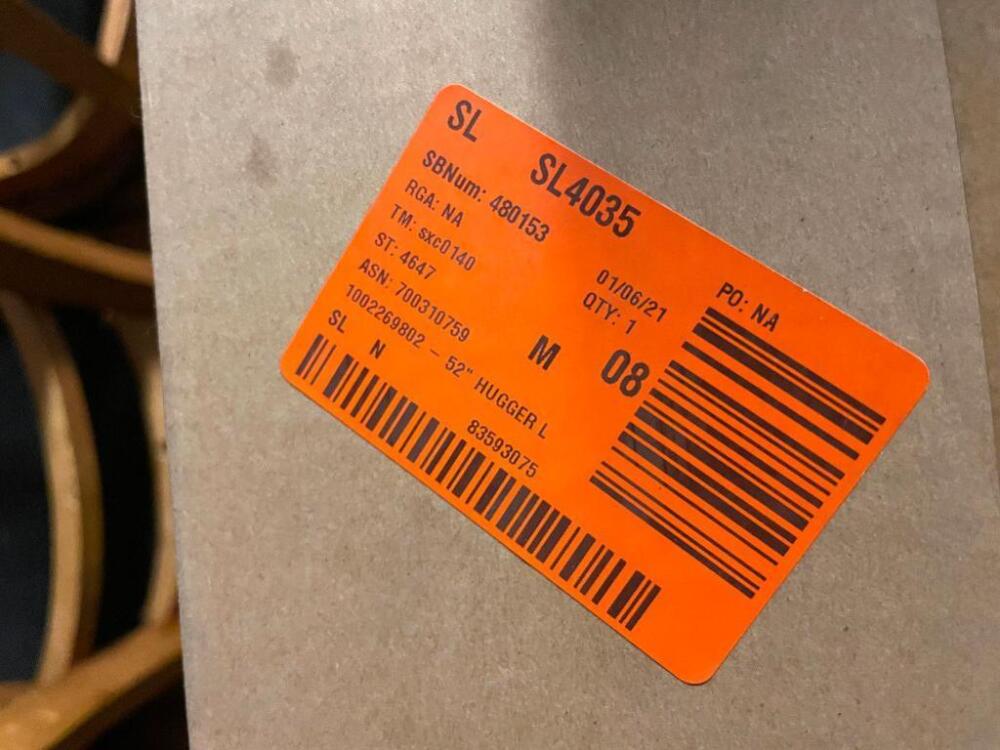 SL SL4035
SBNum: 480153
RGA: NA
TM: sxc0140
ST: 4647
ASN: 700310759
1002269802 – 52" HUGGER L
SL N 83593075
01/06/21
QTY: 1
M 08
PO: NA